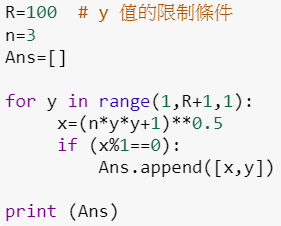 R=100  # y 值的限制條件
n=3
Ans=[]

for y in range(1,R+1,1):
     x=(n*y*y+1)**0.5
     if (x%1==0):
         Ans.append([x,y])

print (Ans)